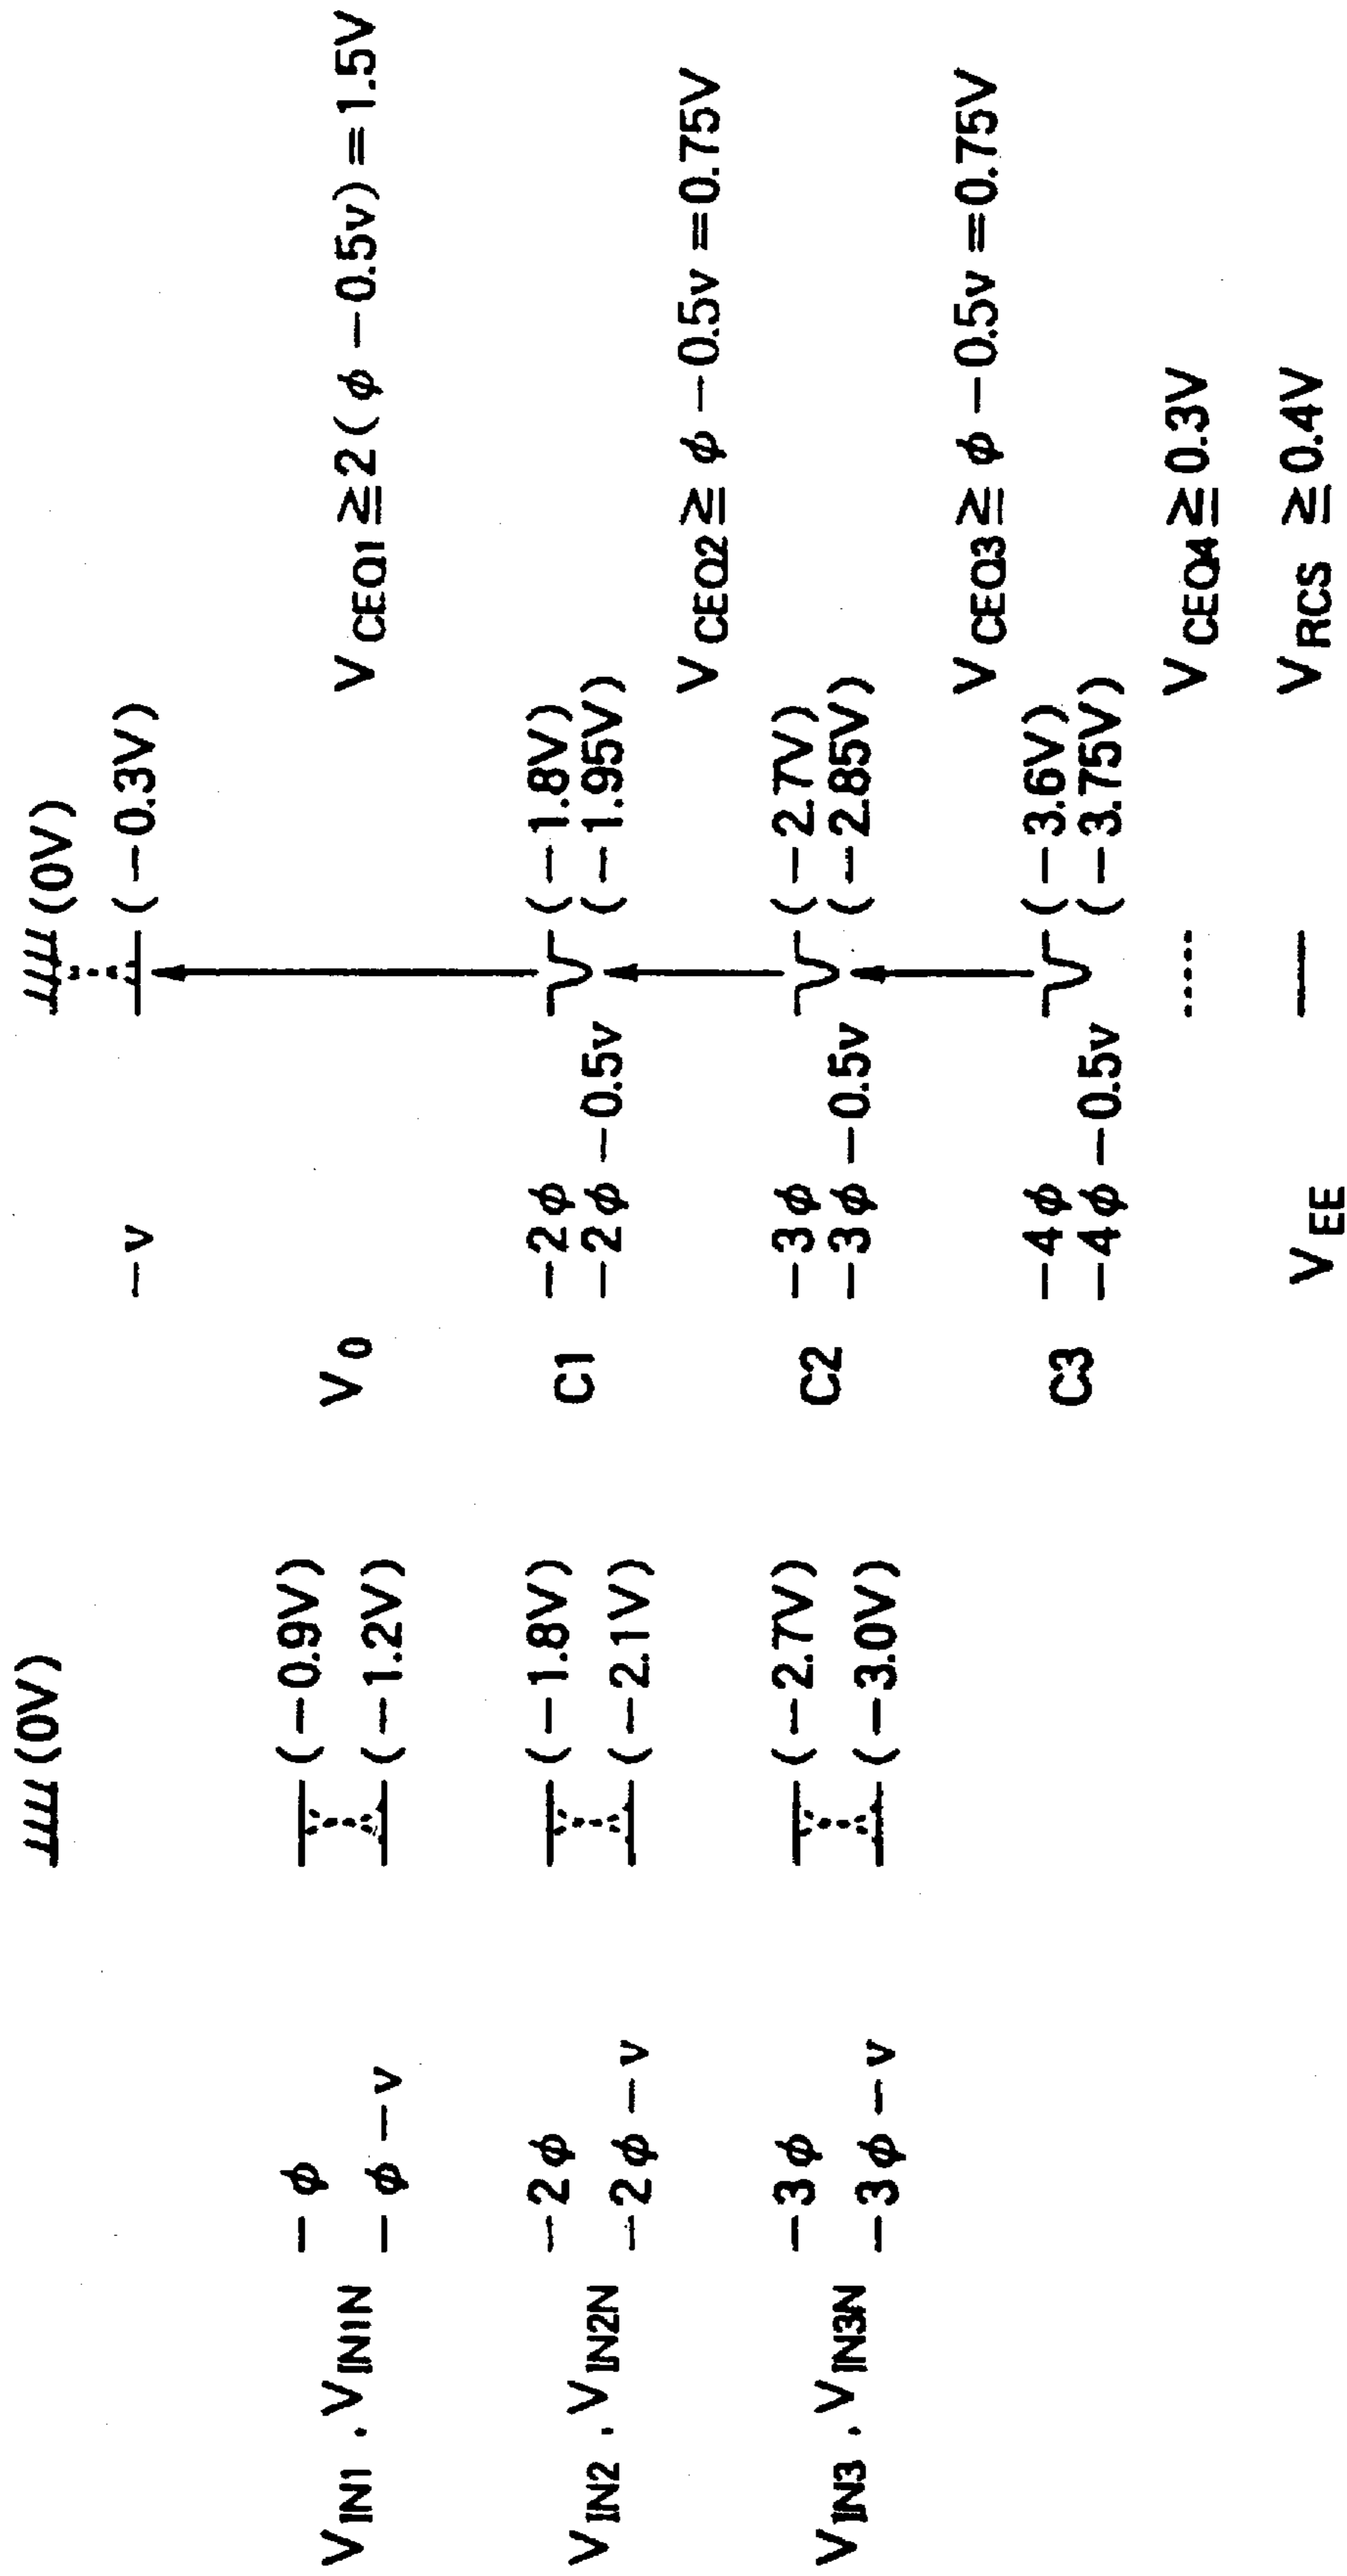 (0V) (0V)
−v (−0.3V)
V_IN1 , V_IN1N −φ (−0.9V)
−φ −v (−1.2V)
V_0
V_CEQ1 ≧ 2 ( φ −0.5v) = 1.5V
V_IN2 , V_IN2N −2φ (−1.8V)
−2φ −v (−2.1V)
C1 −2φ (−1.8V)
−2φ −0.5v (−1.95V)
V_CEQ2 ≧ φ −0.5v = 0.75V
V_IN3 , V_IN3N −3φ (−2.7V)
−3φ −v (−3.0V)
C2 −3φ (−2.7V)
−3φ −0.5v (−2.85V)
V_CEQ3 ≧ φ −0.5v = 0.75V
C3 −4φ (−3.6V)
−4φ −0.5v (−3.75V)
V_CEQ4 ≧ 0.3V
V_EE
V_RCS ≧ 0.4V